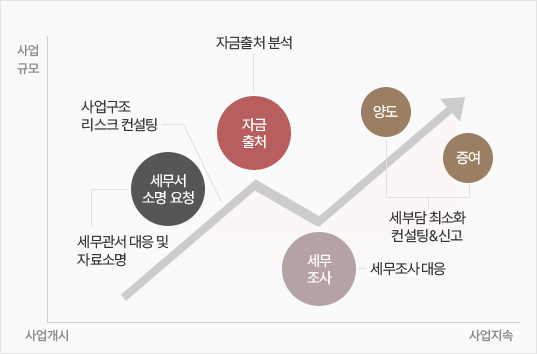 자금출처 분석
사업
규모
사업구조
리스크 컨설팅
자금
출처
양도
증여
세무서
소명 요청
세무관서 대응 및
자료소명
세부담 최소화
컨설팅&신고
세무
조사
세무조사 대응
사업개시
사업지속